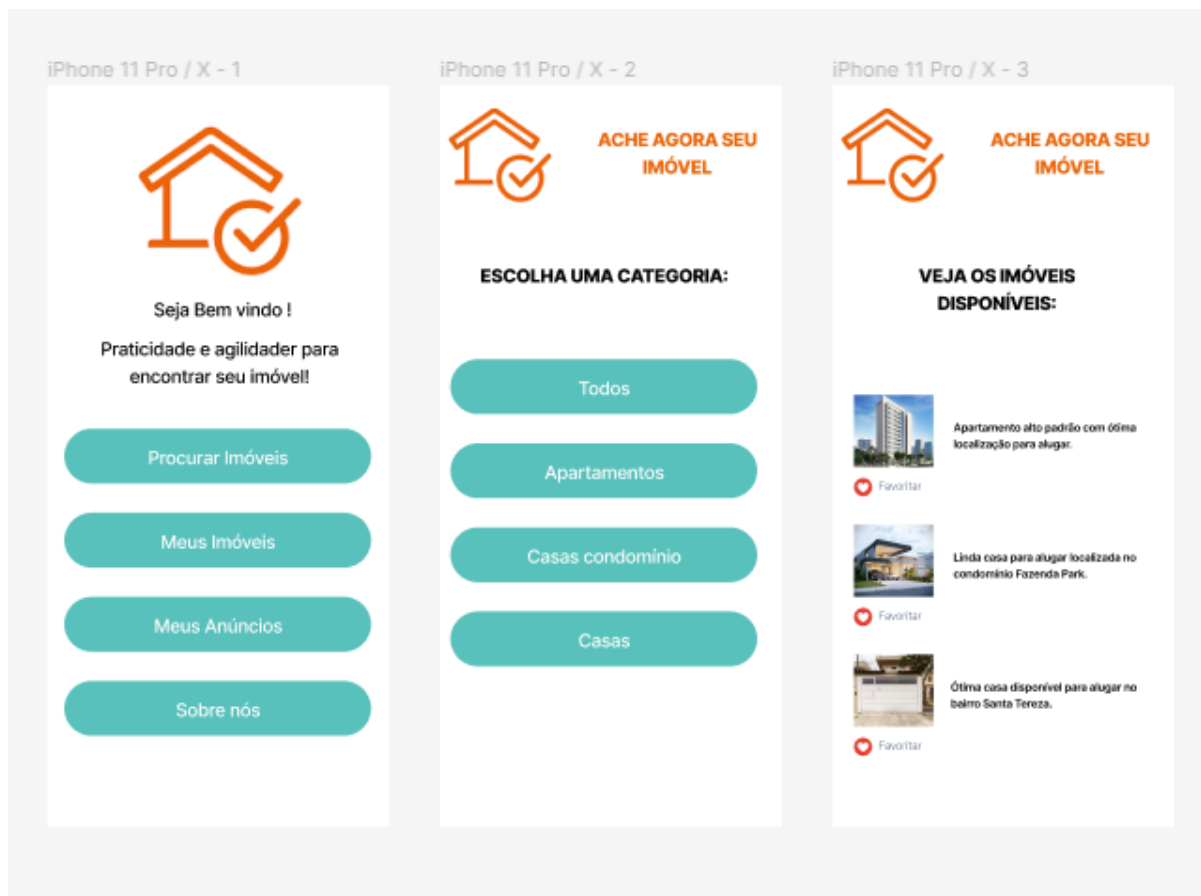 iPhone 11 Pro / X - 1
Seja Bem vindo !
Praticidade e agilidader para
encontrar seu imóvel!
Procurar Imóveis
Meus Imóveis
Meus Anúncios
Sobre nós
iPhone 11 Pro / X - 2
ACHE AGORA SEU
IMÓVEL
ESCOLHA UMA CATEGORIA:
Todos
Apartamentos
Casas condomínio
Casas
iPhone 11 Pro / X - 3
ACHE AGORA SEU
IMÓVEL
VEJA OS IMÓVEIS
DISPONÍVEIS:
Apartamento alto padrão com ótima
localização para alugar.
Favoritar
Linda casa para alugar localizada no
condomínio Fazenda Park.
Favoritar
Ótima casa disponível para alugar no
bairro Santa Tereza.
Favoritar